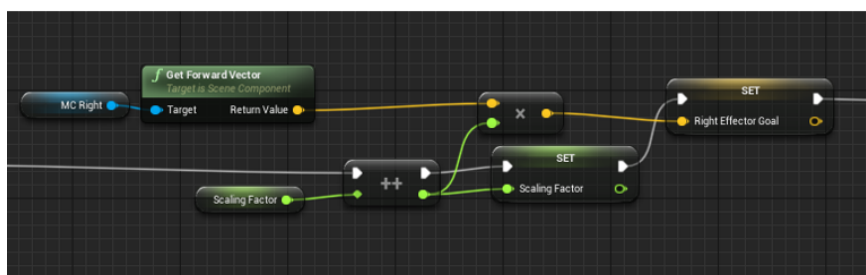 Get Forward Vector
Target is Scene Component
MC Right
Target
Return Value
×
SET
Right Effector Goal
++
SET
Scaling Factor
Scaling Factor